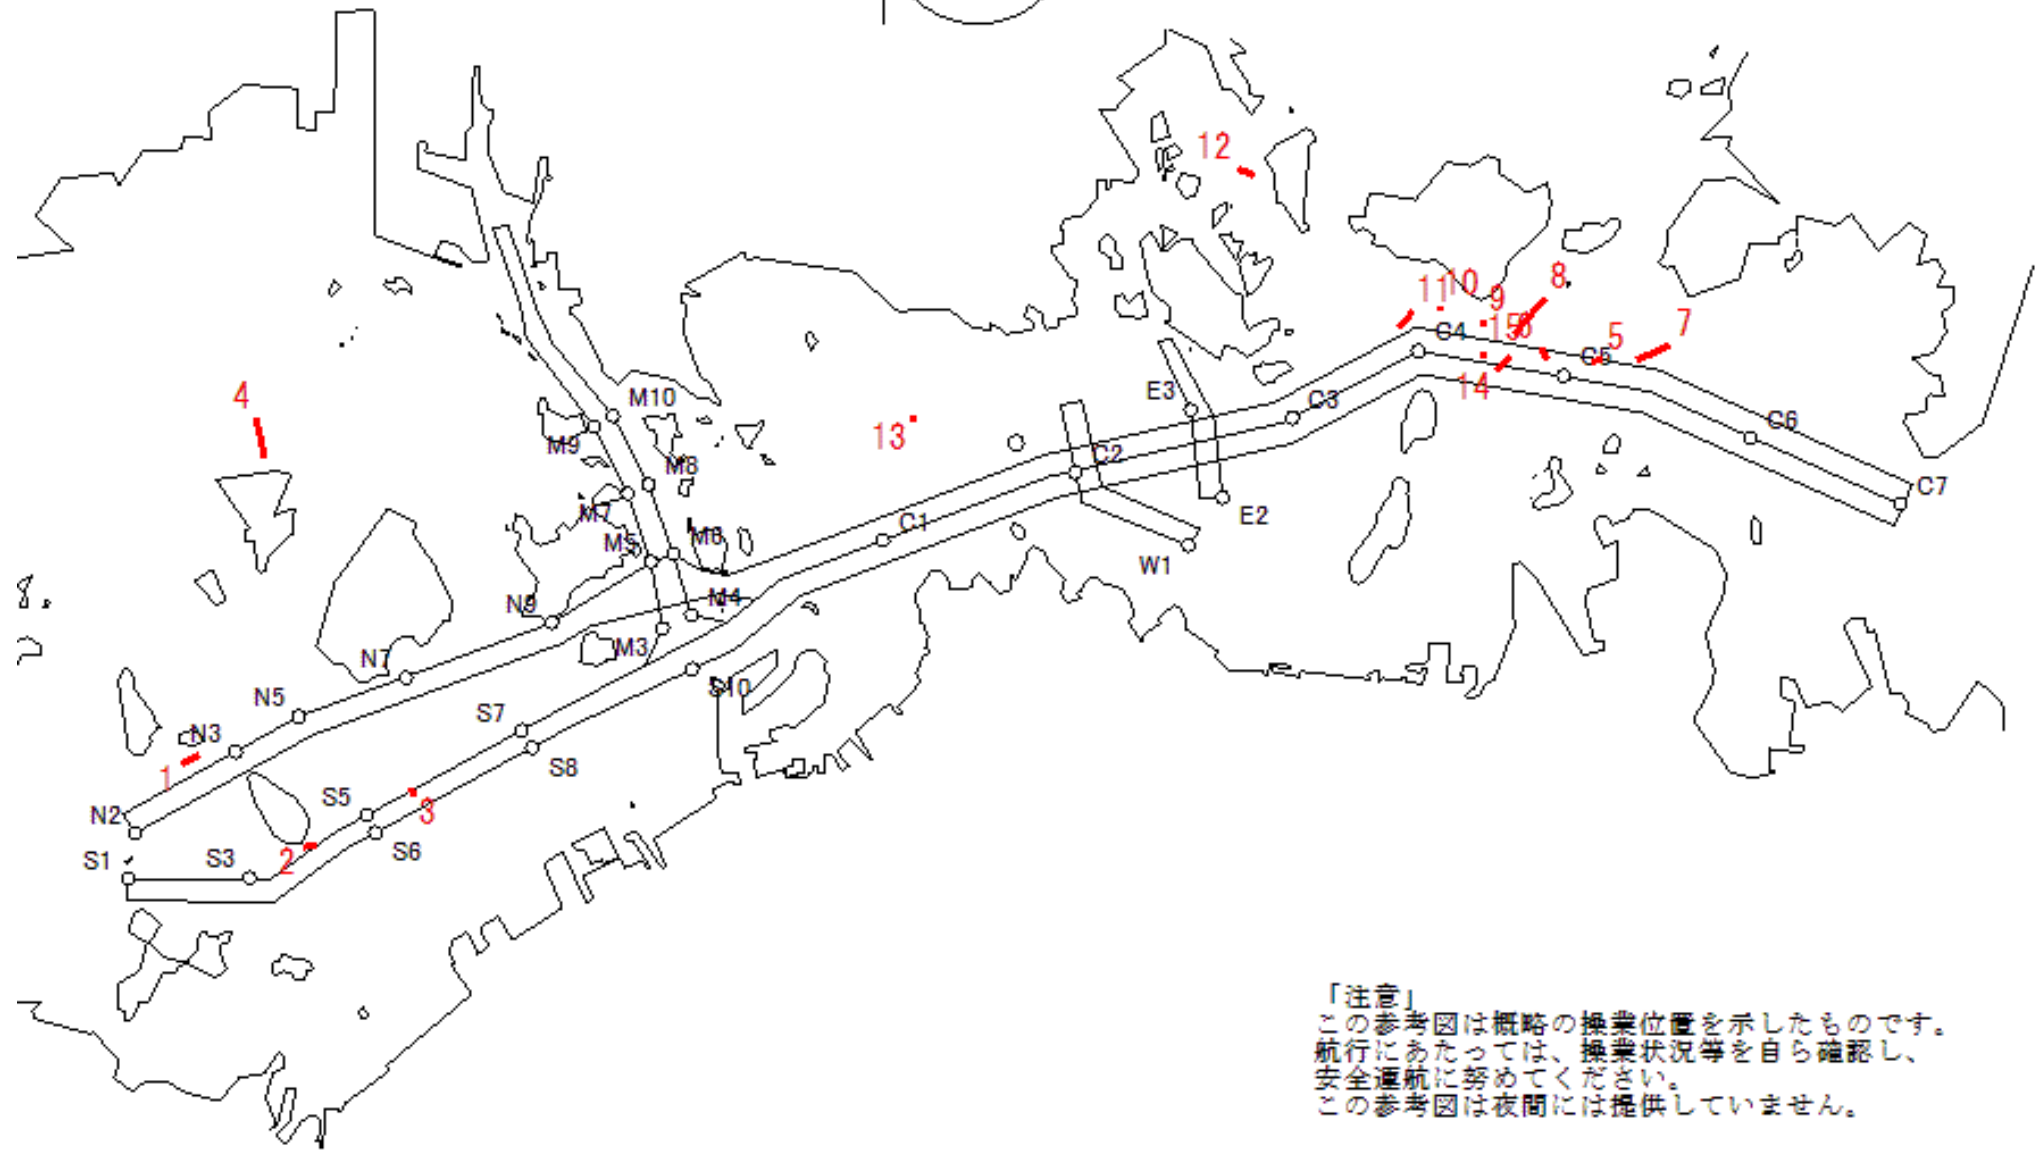 12
11
10
9
8
15
6
5
7
14
C4
C5
C6
C7
4
M10
M9
M8
M7
M6
M5
M4
M3
13
E3
C3
C2
C1
E2
W1
N9
N7
N5
N3
1
N2
S10
S7
S8
S5
3
S6
S3
2
S1
「注意」
この参考図は概略の操業位置を示したものです。
航行にあたっては、操業状況等を自ら確認し、
安全運航に努めてください。
この参考図は夜間には提供していません。